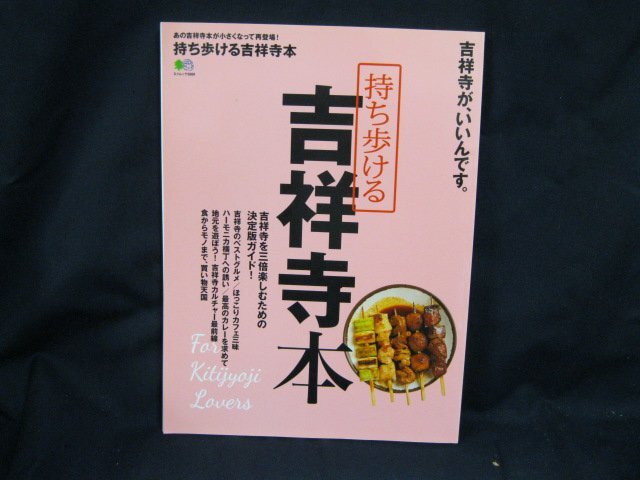 あの吉祥寺本が小さくなって再登場!
持ち歩ける吉祥寺本
吉祥寺が、いいんです。
持ち歩ける
吉祥寺本
吉祥寺を三倍楽しむための
決定版ガイド!
吉祥寺のベストグルメ/ほっこりカフェ三昧
ハーモニカ横丁への誘い/最高のカレーを求めて
地元を遊ぼう! 吉祥寺カルチャー最前線
食からモノまで、買い物天国
For
Kitijyoji
Lovers